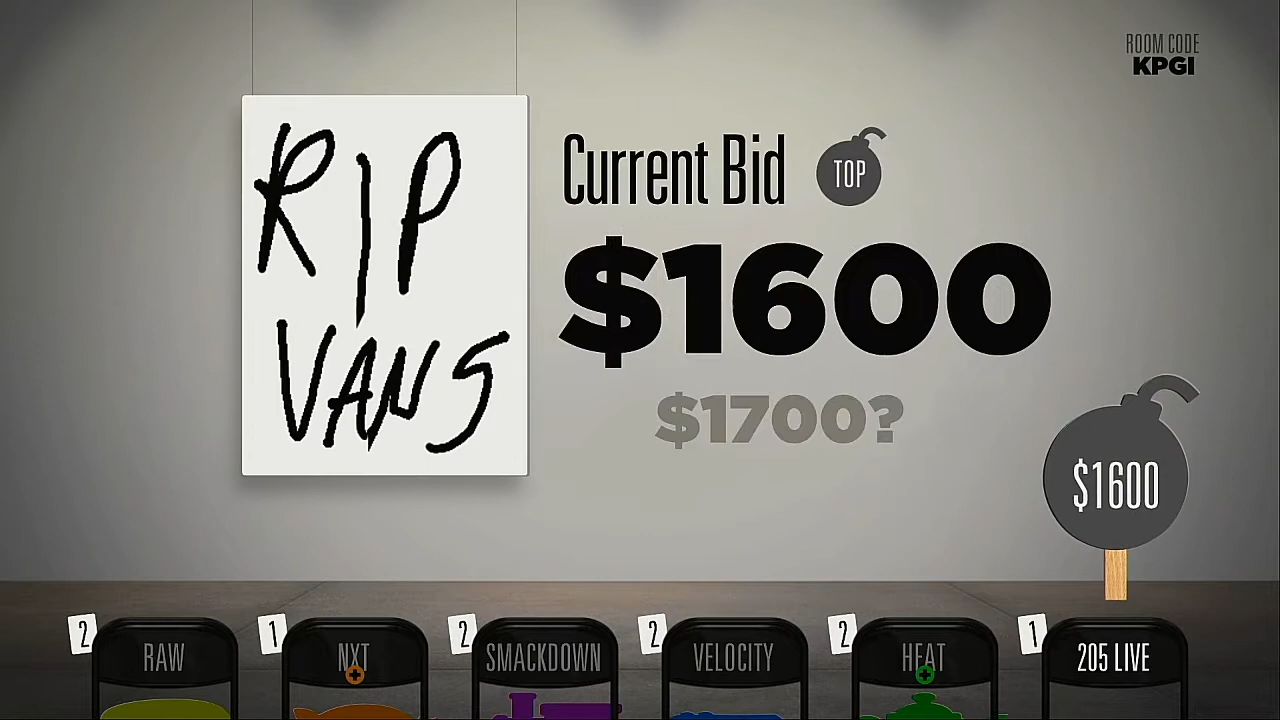 ROOM CODE
KPGI
RIP
VANS
Current Bid
TOP
$1600
$1700?
$1600
2 RAW
1 NXT
2 SMACKDOWN
2 VELOCITY
2 HEAT
1 205 LIVE